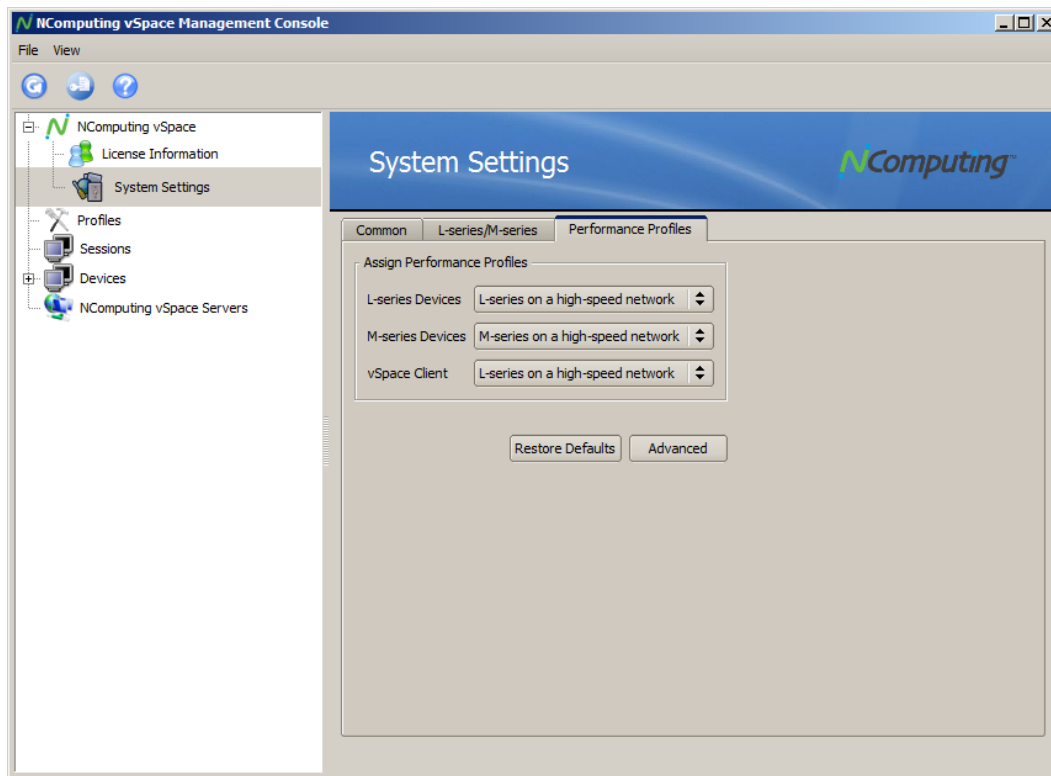 NComputing vSpace Management Console
File View
NComputing vSpace
License Information
System Settings
Profiles
Sessions
Devices
NComputing vSpace Servers
System Settings
NComputing™
Common L-series/M-series Performance Profiles
Assign Performance Profiles
L-series Devices L-series on a high-speed network
M-series Devices M-series on a high-speed network
vSpace Client L-series on a high-speed network
Restore Defaults Advanced